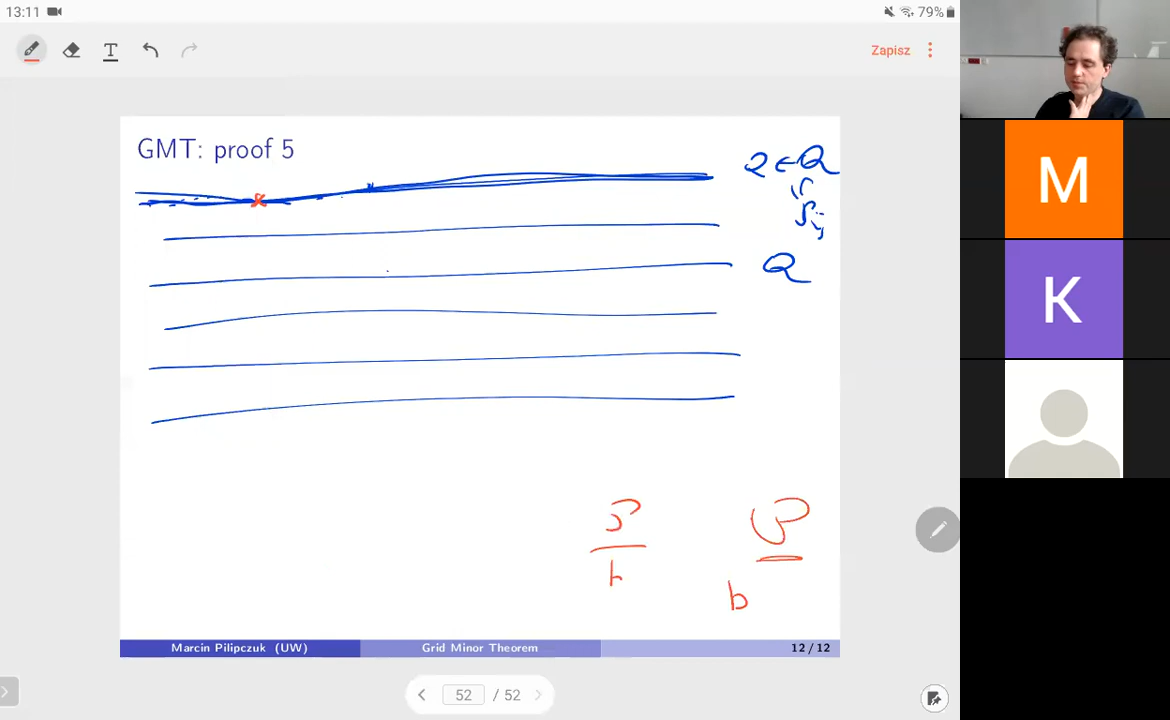 13:11
79%
T
Zapisz
GMT: proof 5
Q ∈ Q
Q
P
b
Marcin Pilipczuk (UW)
Grid Minor Theorem
12 / 12
52 / 52
M
K